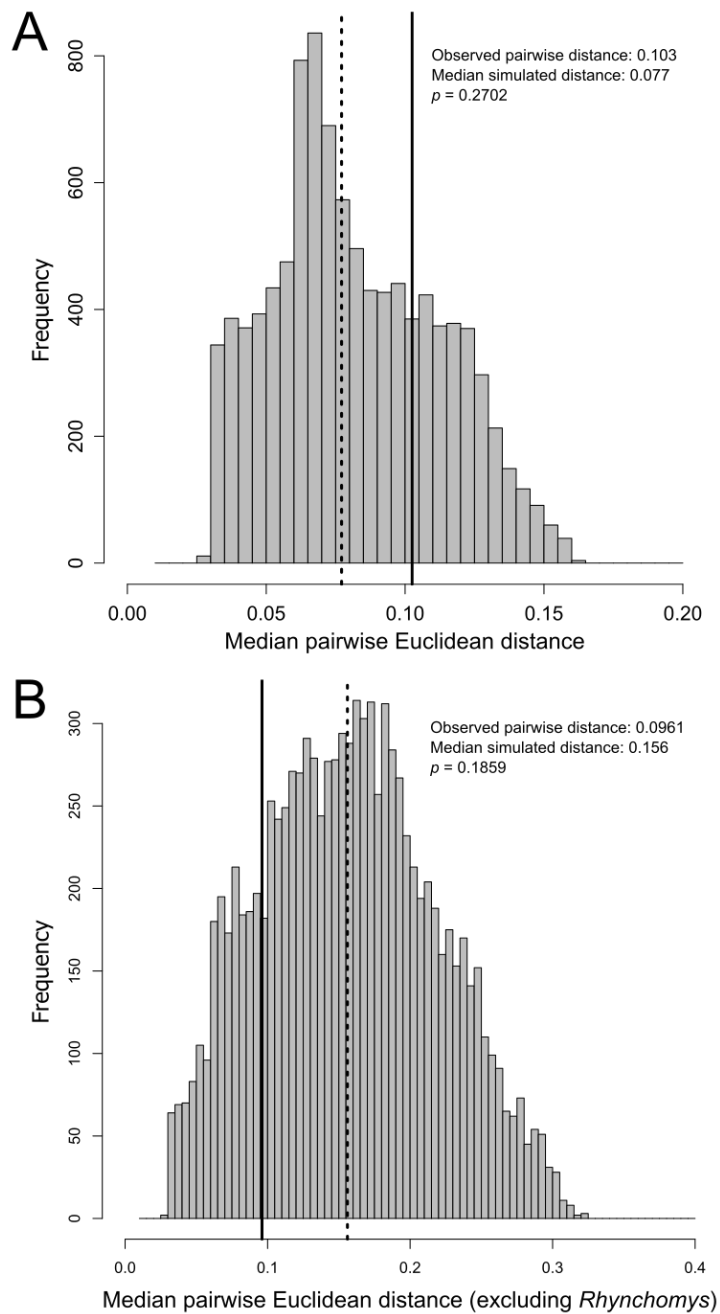 A
Observed pairwise distance: 0.103
Median simulated distance: 0.077
p = 0.2702
800
600
400
200
0
Frequency
0.00 0.05 0.10 0.15 0.20
Median pairwise Euclidean distance
B
Observed pairwise distance: 0.0961
Median simulated distance: 0.156
p = 0.1859
300
250
200
150
100
50
0
Frequency
0.0 0.1 0.2 0.3 0.4
Median pairwise Euclidean distance (excluding Rhynchomys)